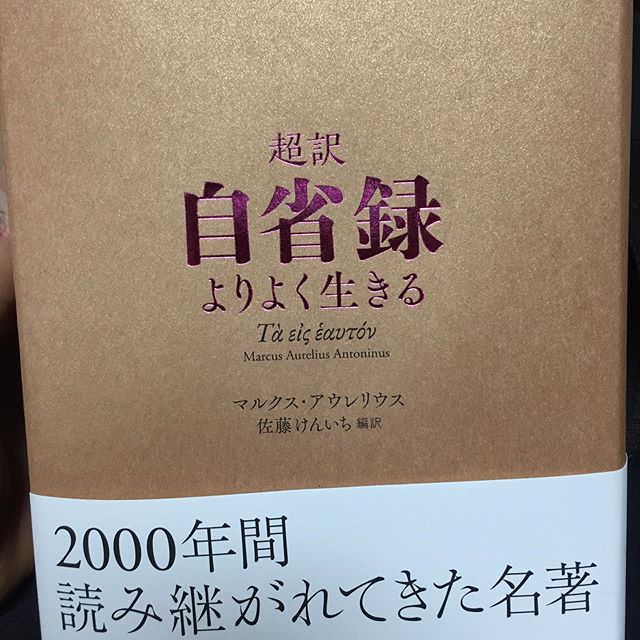 超訳
自省録
よりよく生きる
Τὰ εἰς ἑαυτόν
Marcus Aurelius Antoninus
マルクス・アウレリウス
佐藤けんいち 編訳
2000年間
読み継がれてきた名著